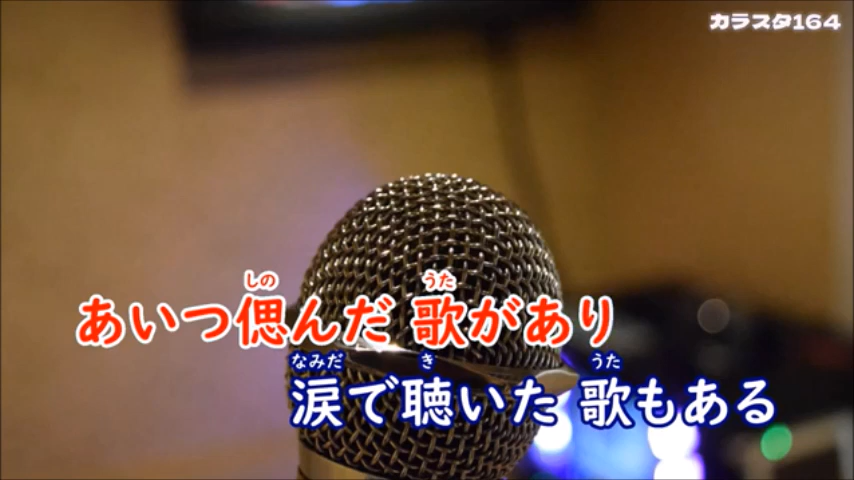 カラスタ164
しの うた
あいつ偲んだ 歌があり
なみだ き うた
涙で聴いた 歌もある